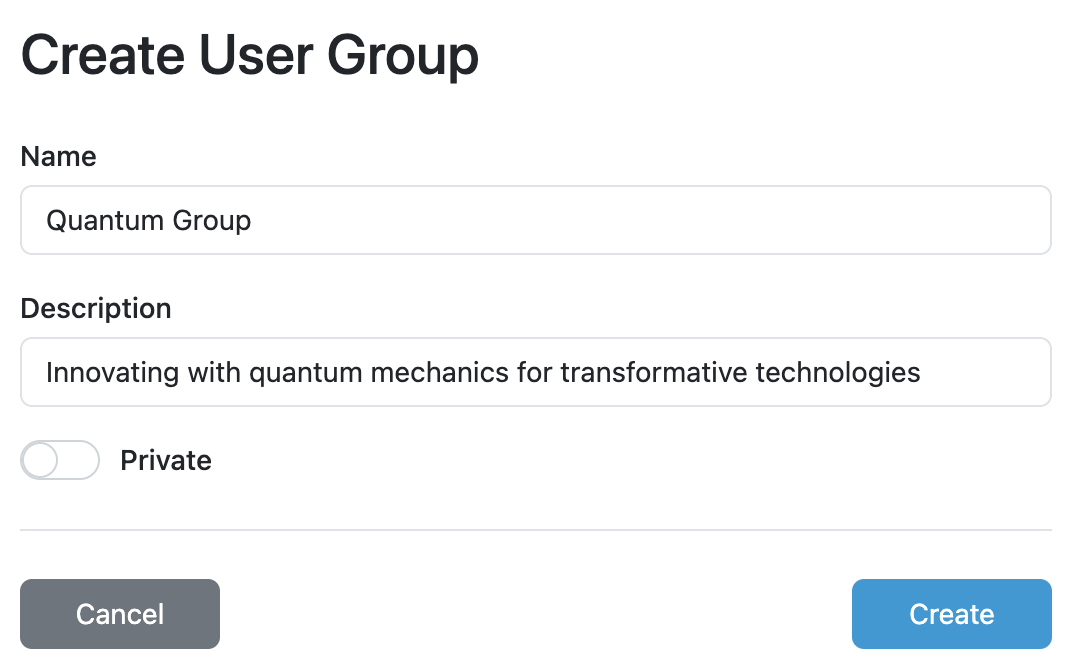 Create User Group
Name
Quantum Group
Description
Innovating with quantum mechanics for transformative technologies
Private
Cancel
Create